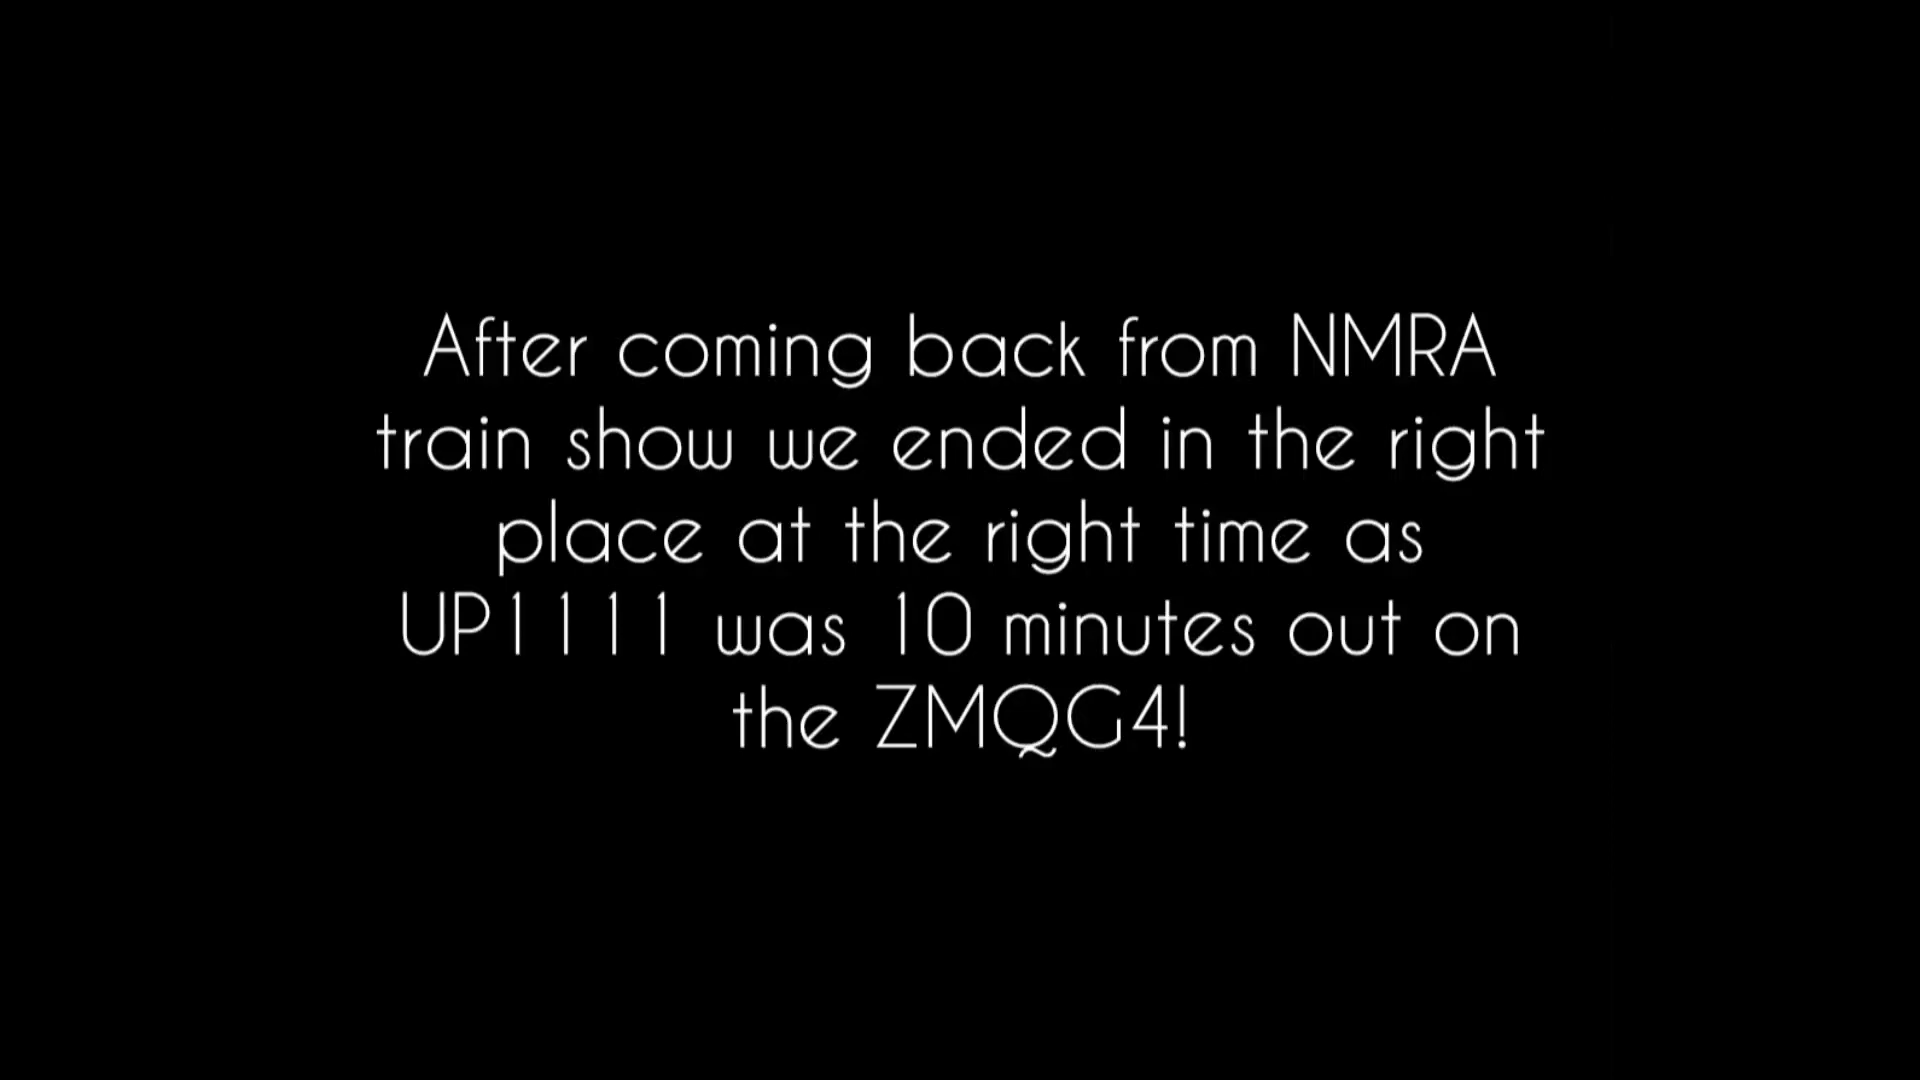 After coming back from NMRA
train show we ended in the right
place at the right time as
UP1111 was 10 minutes out on
the ZMQG4!